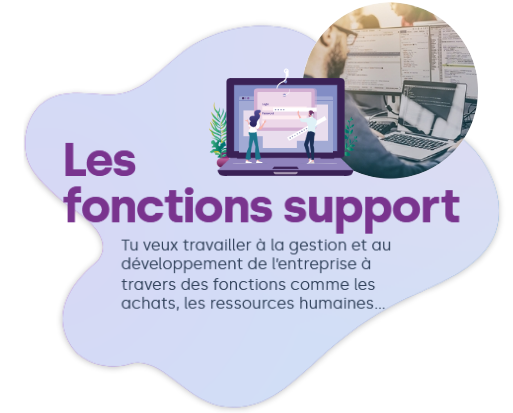 Les
fonctions support
Tu veux travailler à la gestion et au
développement de l'entreprise à
travers des fonctions comme les
achats, les ressources humaines...